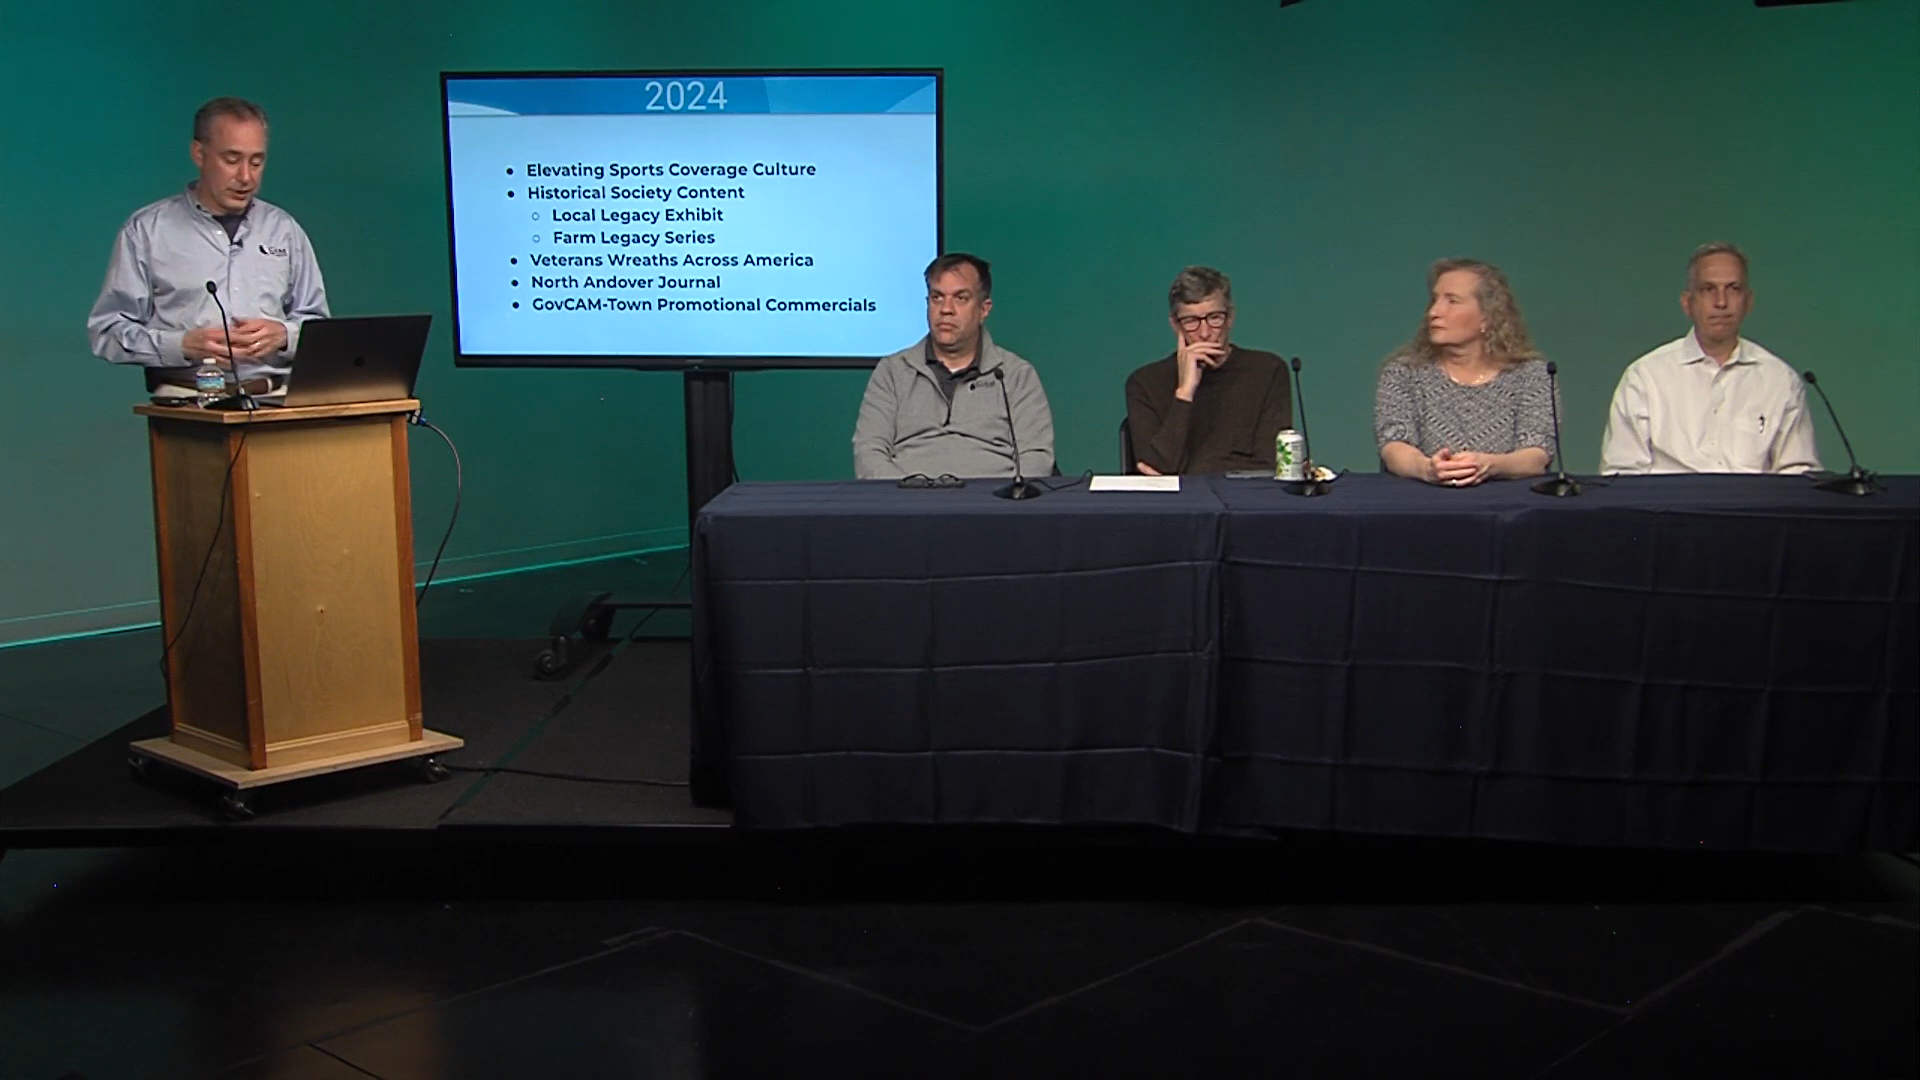 2024
• Elevating Sports Coverage Culture
• Historical Society Content
○ Local Legacy Exhibit
○ Farm Legacy Series
• Veterans Wreaths Across America
• North Andover Journal
• GovCAM-Town Promotional Commercials